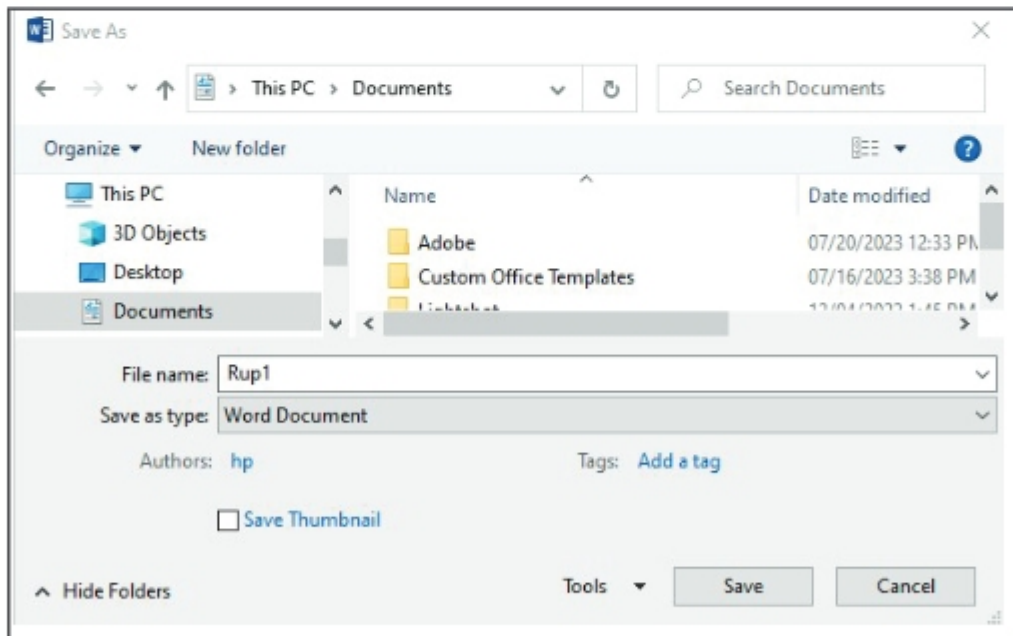 Save As
This PC > Documents
Search Documents
Organize
New folder
This PC
3D Objects
Desktop
Documents
Name
Date modified
Adobe
07/20/2023 12:33 PM
Custom Office Templates
07/16/2023 3:38 PM
Lightshot
File name: Rup1
Save as type: Word Document
Authors: hp
Tags: Add a tag
Save Thumbnail
Hide Folders
Tools
Save
Cancel